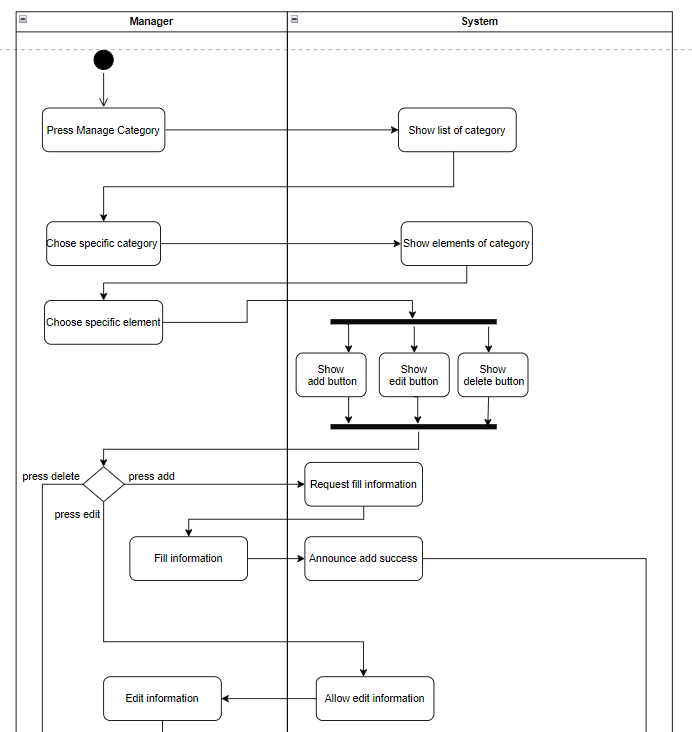 Manager
System
Press Manage Category
Show list of category
Chose specific category
Show elements of category
Choose specific element
Show
add button
Show
edit button
Show
delete button
press delete
press add
Request fill information
press edit
Fill information
Announce add success
Edit information
Allow edit information